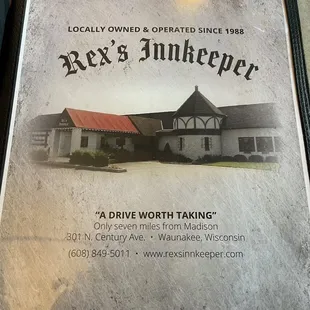 LOCALLY OWNED & OPERATED SINCE 1988
Rex's Innkeeper
"A DRIVE WORTH TAKING"
Only seven miles from Madison
301 N. Century Ave. • Waunakee, Wisconsin
(608) 849-5011 • www.rexsinnkeeper.com